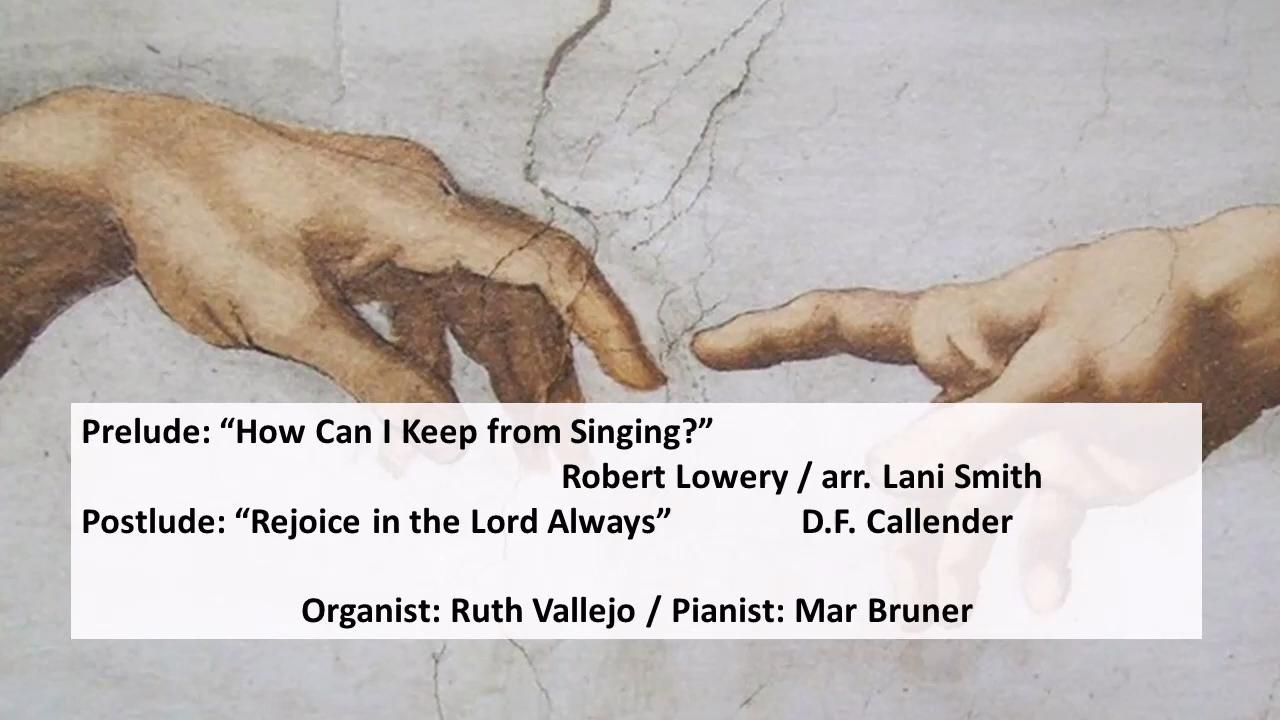 Prelude: “How Can I Keep from Singing?”
Robert Lowery / arr. Lani Smith
Postlude: “Rejoice in the Lord Always” D.F. Callender
Organist: Ruth Vallejo / Pianist: Mar Bruner